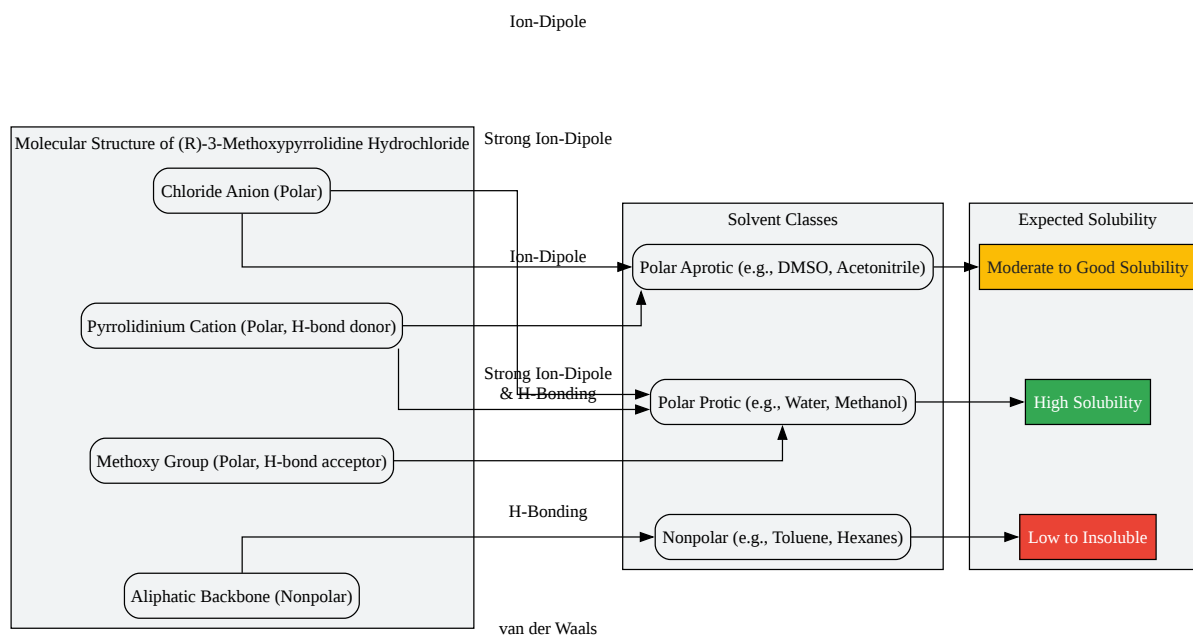 Ion-Dipole
Strong Ion-Dipole
Molecular Structure of (R)-3-Methoxypyrrolidine Hydrochloride
Chloride Anion (Polar)
Solvent Classes
Expected Solubility
Ion-Dipole
Polar Aprotic (e.g., DMSO, Acetonitrile)
Moderate to Good Solubility
Pyrrolidinium Cation (Polar, H-bond donor)
Strong Ion-Dipole
& H-Bonding
Polar Protic (e.g., Water, Methanol)
High Solubility
Methoxy Group (Polar, H-bond acceptor)
H-Bonding
Nonpolar (e.g., Toluene, Hexanes)
Low to Insoluble
Aliphatic Backbone (Nonpolar)
van der Waals